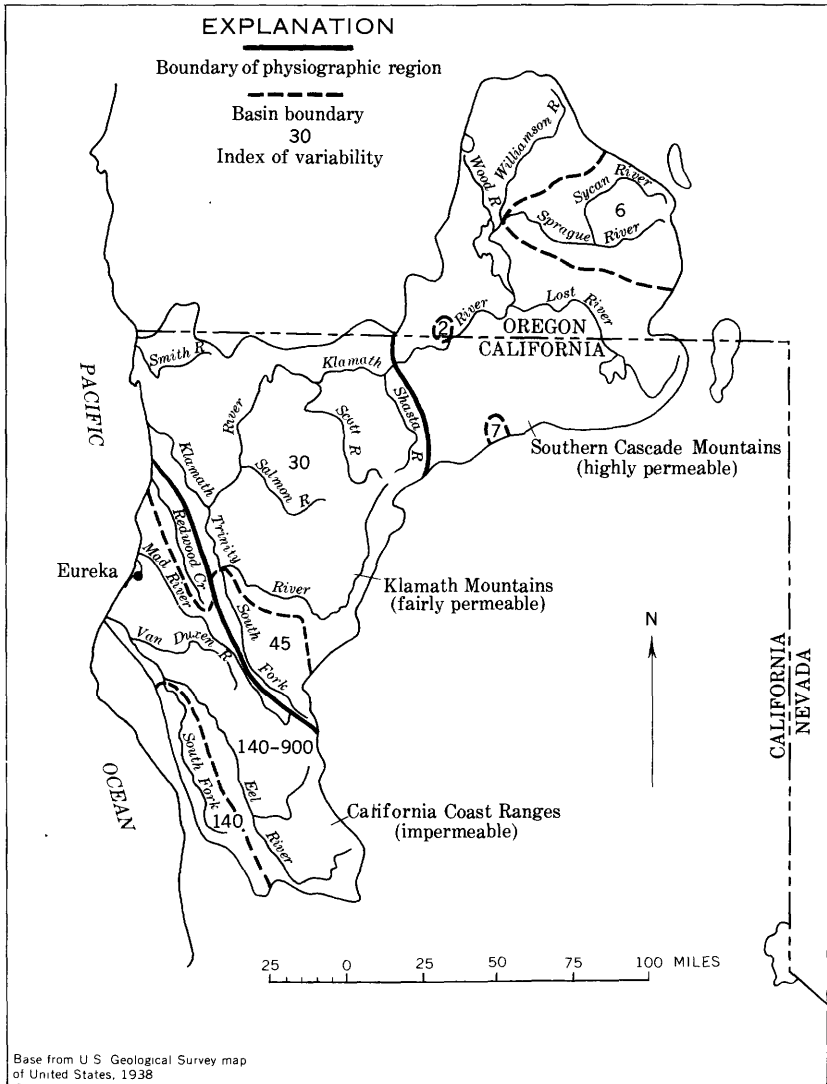 EXPLANATION
Boundary of physiographic region
Basin boundary
30
Index of variability
Williamson R
Wood R
Sycan River
6
Sprague River
Lost River
2
River
OREGON
CALIFORNIA
Smith R
Klamath
PACIFIC
River
Scott R
Shasta R
7
Southern Cascade Mountains
(highly permeable)
30
Salmon R
Klamath
Redwood Cr
Trinity
River
Eureka
Mad River
Klamath Mountains
(fairly permeable)
N
South
Fork
45
Van Duzen R
CALIFORNIA
NEVADA
140-900
OCEAN
South Fork
140
Eel
River
California Coast Ranges
(impermeable)
25 0 25 50 75 100 MILES
Base from U S Geological Survey map
of United States, 1938